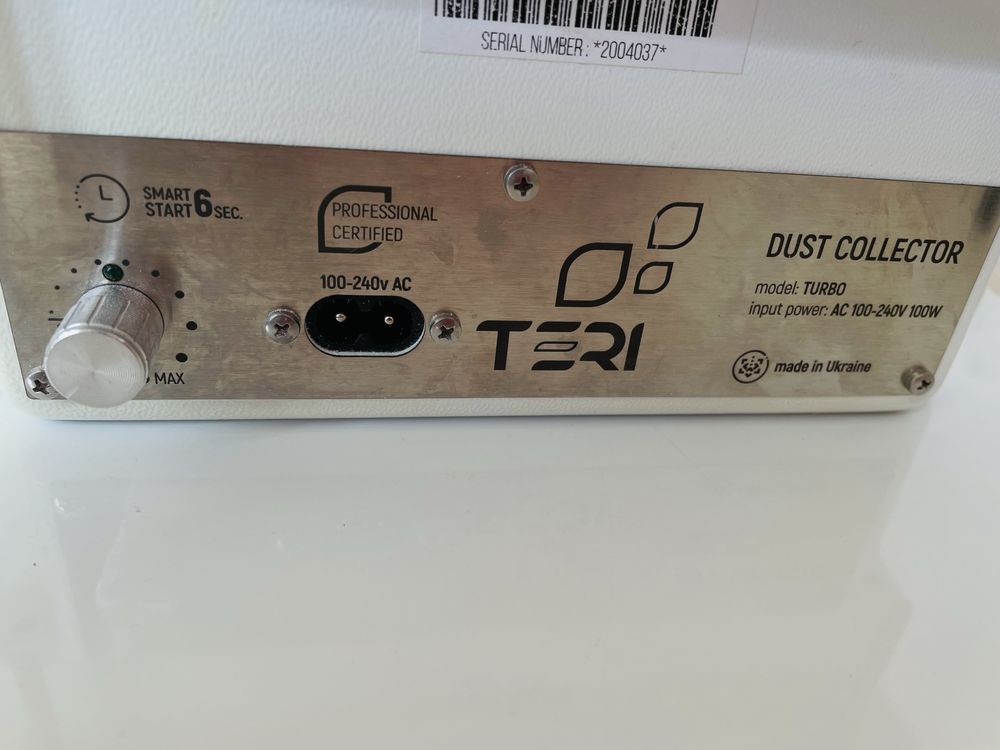 SERIAL NUMBER : *2004037*
SMART
START 6 SEC.
PROFESSIONAL
CERTIFIED
100-240v AC
MAX
TERI
DUST COLLECTOR
model: TURBO
input power: AC 100-240V 100W
made in Ukraine